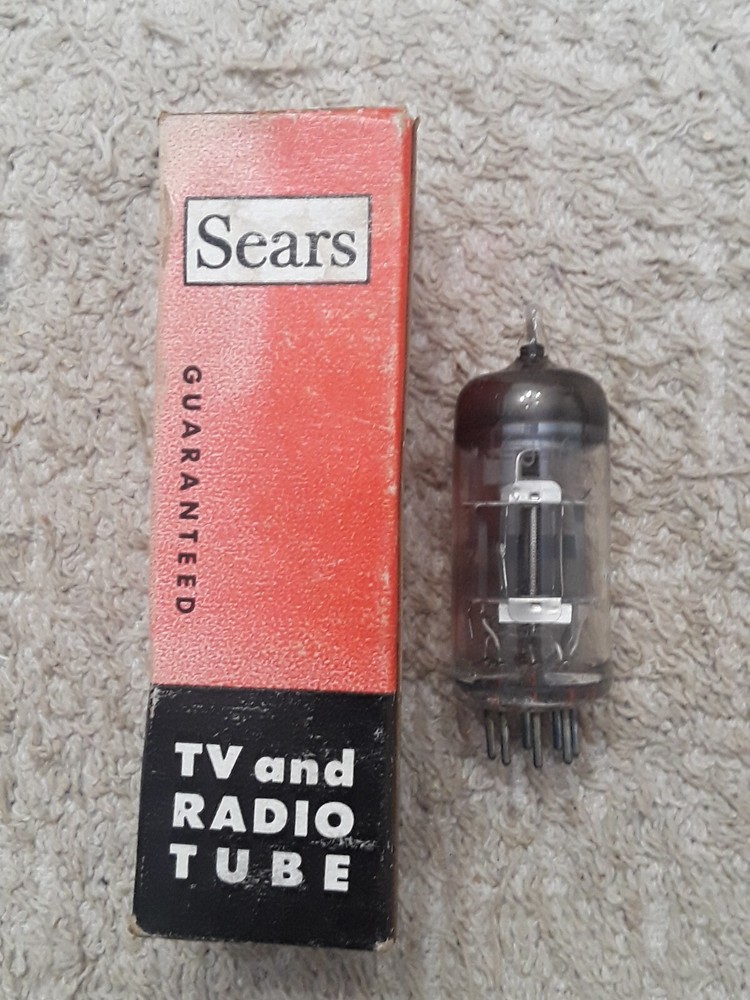 Sears
GUARANTEED
TV and
RADIO
TUBE